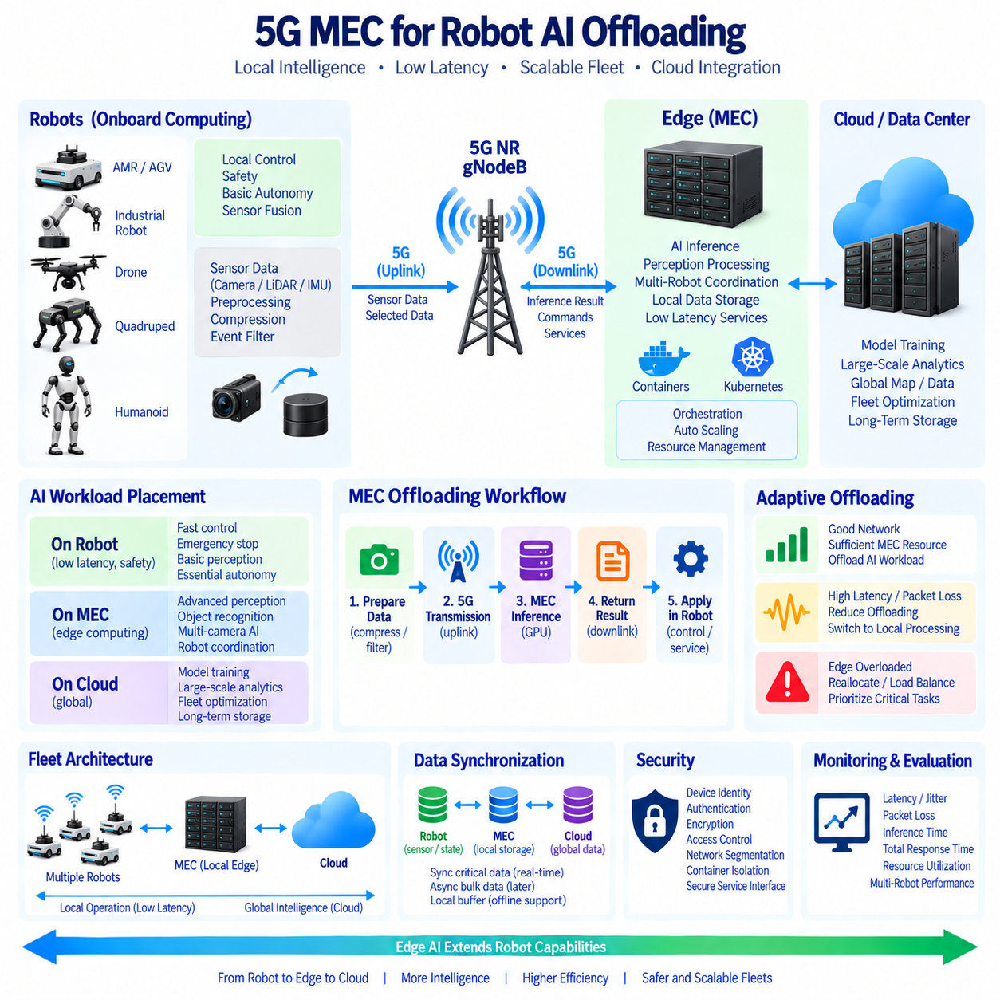 5G MEC for Robot AI Offloading
Local Intelligence • Low Latency • Scalable Fleet • Cloud Integration
Robots (Onboard Computing)
AMR / AGV
Industrial
Robot
Drone
Quadruped
Humanoid
Local Control
Safety
Basic Autonomy
Sensor Fusion
Sensor Data
(Camera / LiDAR / IMU)
Preprocessing
Compression
Event Filter
5G NR
gNodeB
5G
(Uplink)
Sensor Data
Selected Data
5G
(Downlink)
Inference Result
Commands
Services
Edge (MEC)
AI Inference
Perception Processing
Multi-Robot Coordination
Local Data Storage
Low Latency Services
Containers
Kubernetes
Orchestration
Auto Scaling
Resource Management
Cloud / Data Center
Model Training
Large-Scale Analytics
Global Map / Data
Fleet Optimization
Long-Term Storage
AI Workload Placement
On Robot
(low latency, safety)
Fast control
Emergency stop
Basic perception
Essential autonomy
On MEC
(edge computing)
Advanced perception
Object recognition
Multi-camera AI
Robot coordination
On Cloud
(global)
Model training
Large-scale analytics
Fleet optimization
Long-term storage
MEC Offloading Workflow
1. Prepare
Data
(compress /
filter)
2. 5G
Transmission
(uplink)
3. MEC
Inference
(GPU)
4. Return
Result
(downlink)
5. Apply
in Robot
(control /
service)
Adaptive Offloading
Good Network
Sufficient MEC Resource
Offload AI Workload
High Latency / Packet Loss
Reduce Offloading
Switch to Local Processing
Edge Overloaded
Reallocate / Load Balance
Prioritize Critical Tasks
Fleet Architecture
Multiple Robots
MEC (Local Edge)
Cloud
Local Operation (Low Latency)
Global Intelligence (Cloud)
Data Synchronization
Robot
(sensor / state)
MEC
(local storage)
Cloud
(global data)
Sync critical data (real-time)
Async bulk data (later)
Local buffer (offline support)
Security
Device Identity
Authentication
Encryption
Access Control
Network Segmentation
Container Isolation
Secure Service Interface
Monitoring & Evaluation
Latency / Jitter
Packet Loss
Inference Time
Total Response Time
Resource Utilization
Multi-Robot Performance
Edge AI Extends Robot Capabilities
From Robot to Edge to Cloud | More Intelligence | Higher Efficiency | Safer and Scalable Fleets